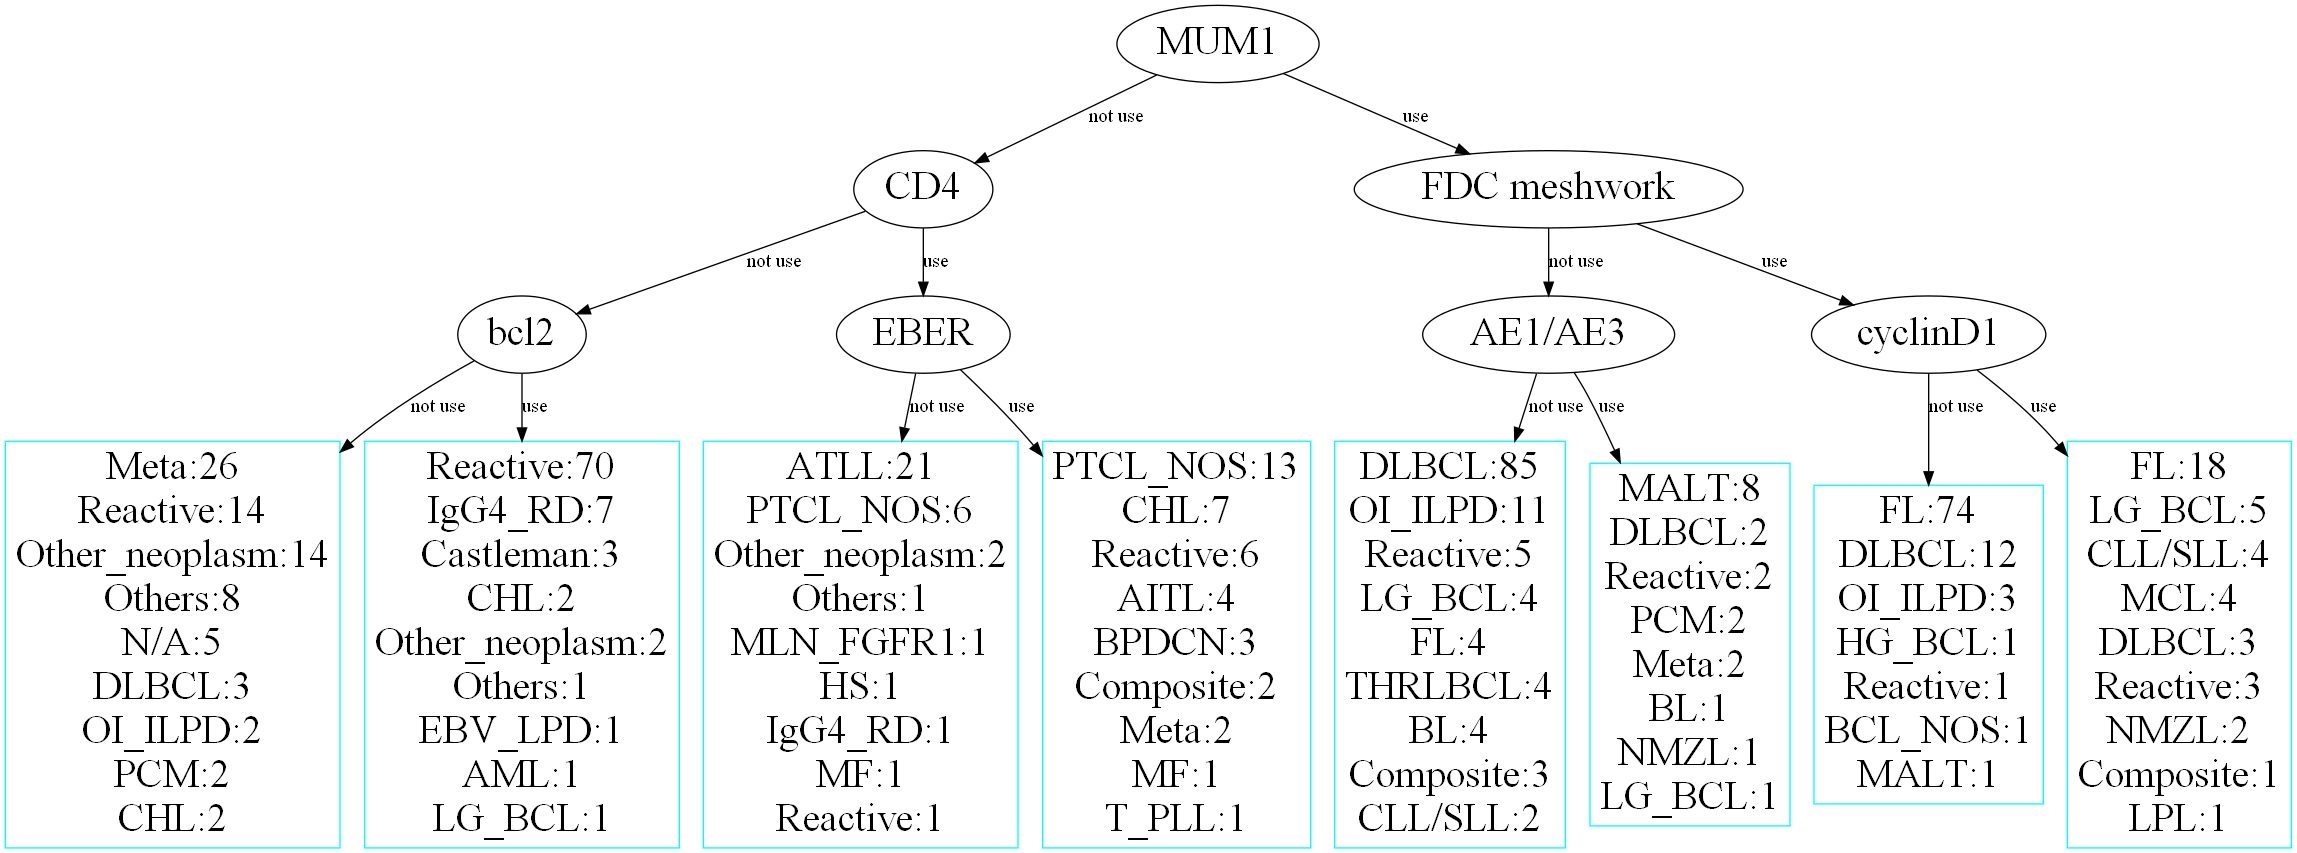 MUM1
not use
use
CD4
FDC meshwork
not use
use
not use
use
bcl2
EBER
AE1/AE3
cyclinD1
not use
use
not use
use
not use
use
not use
use
Meta:26
Reactive:14
Other_neoplasm:14
Others:8
N/A:5
DLBCL:3
OI_ILPD:2
PCM:2
CHL:2
Reactive:70
IgG4_RD:7
Castleman:3
CHL:2
Other_neoplasm:2
Others:1
EBV_LPD:1
AML:1
LG_BCL:1
ATLL:21
PTCL_NOS:6
Other_neoplasm:2
Others:1
MLN_FGFR1:1
HS:1
IgG4_RD:1
MF:1
Reactive:1
PTCL_NOS:13
CHL:7
Reactive:6
AITL:4
BPDCN:3
Composite:2
Meta:2
MF:1
T_PLL:1
DLBCL:85
OI_ILPD:11
Reactive:5
LG_BCL:4
FL:4
THRLBCL:4
BL:4
Composite:3
CLL/SLL:2
MALT:8
DLBCL:2
Reactive:2
PCM:2
Meta:2
BL:1
NMZL:1
LG_BCL:1
FL:74
DLBCL:12
OI_ILPD:3
HG_BCL:1
Reactive:1
BCL_NOS:1
MALT:1
FL:18
LG_BCL:5
CLL/SLL:4
MCL:4
DLBCL:3
Reactive:3
NMZL:2
Composite:1
LPL:1